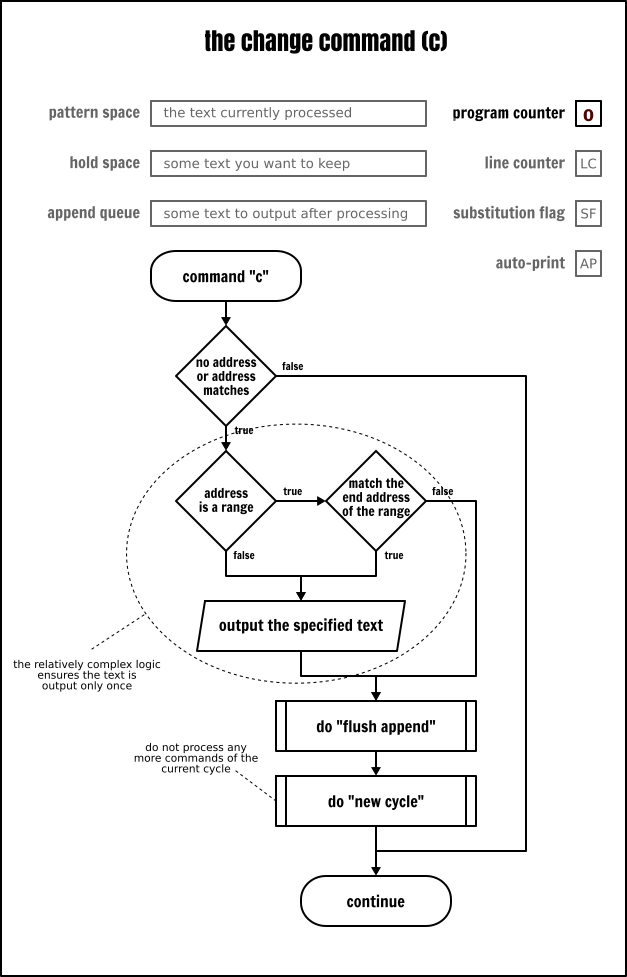 the change command (c)
pattern space
the text currently processed
program counter
0
hold space
some text you want to keep
line counter
LC
append queue
some text to output after processing
substitution flag
SF
auto-print
AP
command "c"
no address
or address
matches
false
true
address
is a range
true
match the
end address
of the range
false
false
true
output the specified text
the relatively complex logic
ensures the text is
output only once
do "flush append"
do not process any
more commands of the
current cycle
do "new cycle"
continue